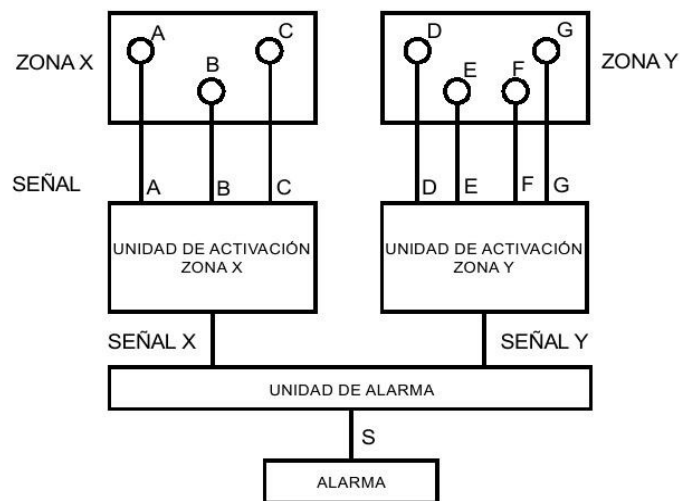 A
C
D
G
ZONA X
B
E
F
ZONA Y
SEÑAL
A
B
C
D
E
F
G
UNIDAD DE ACTIVACIÓN
ZONA X
UNIDAD DE ACTIVACIÓN
ZONA Y
SEÑAL X
SEÑAL Y
UNIDAD DE ALARMA
S
ALARMA